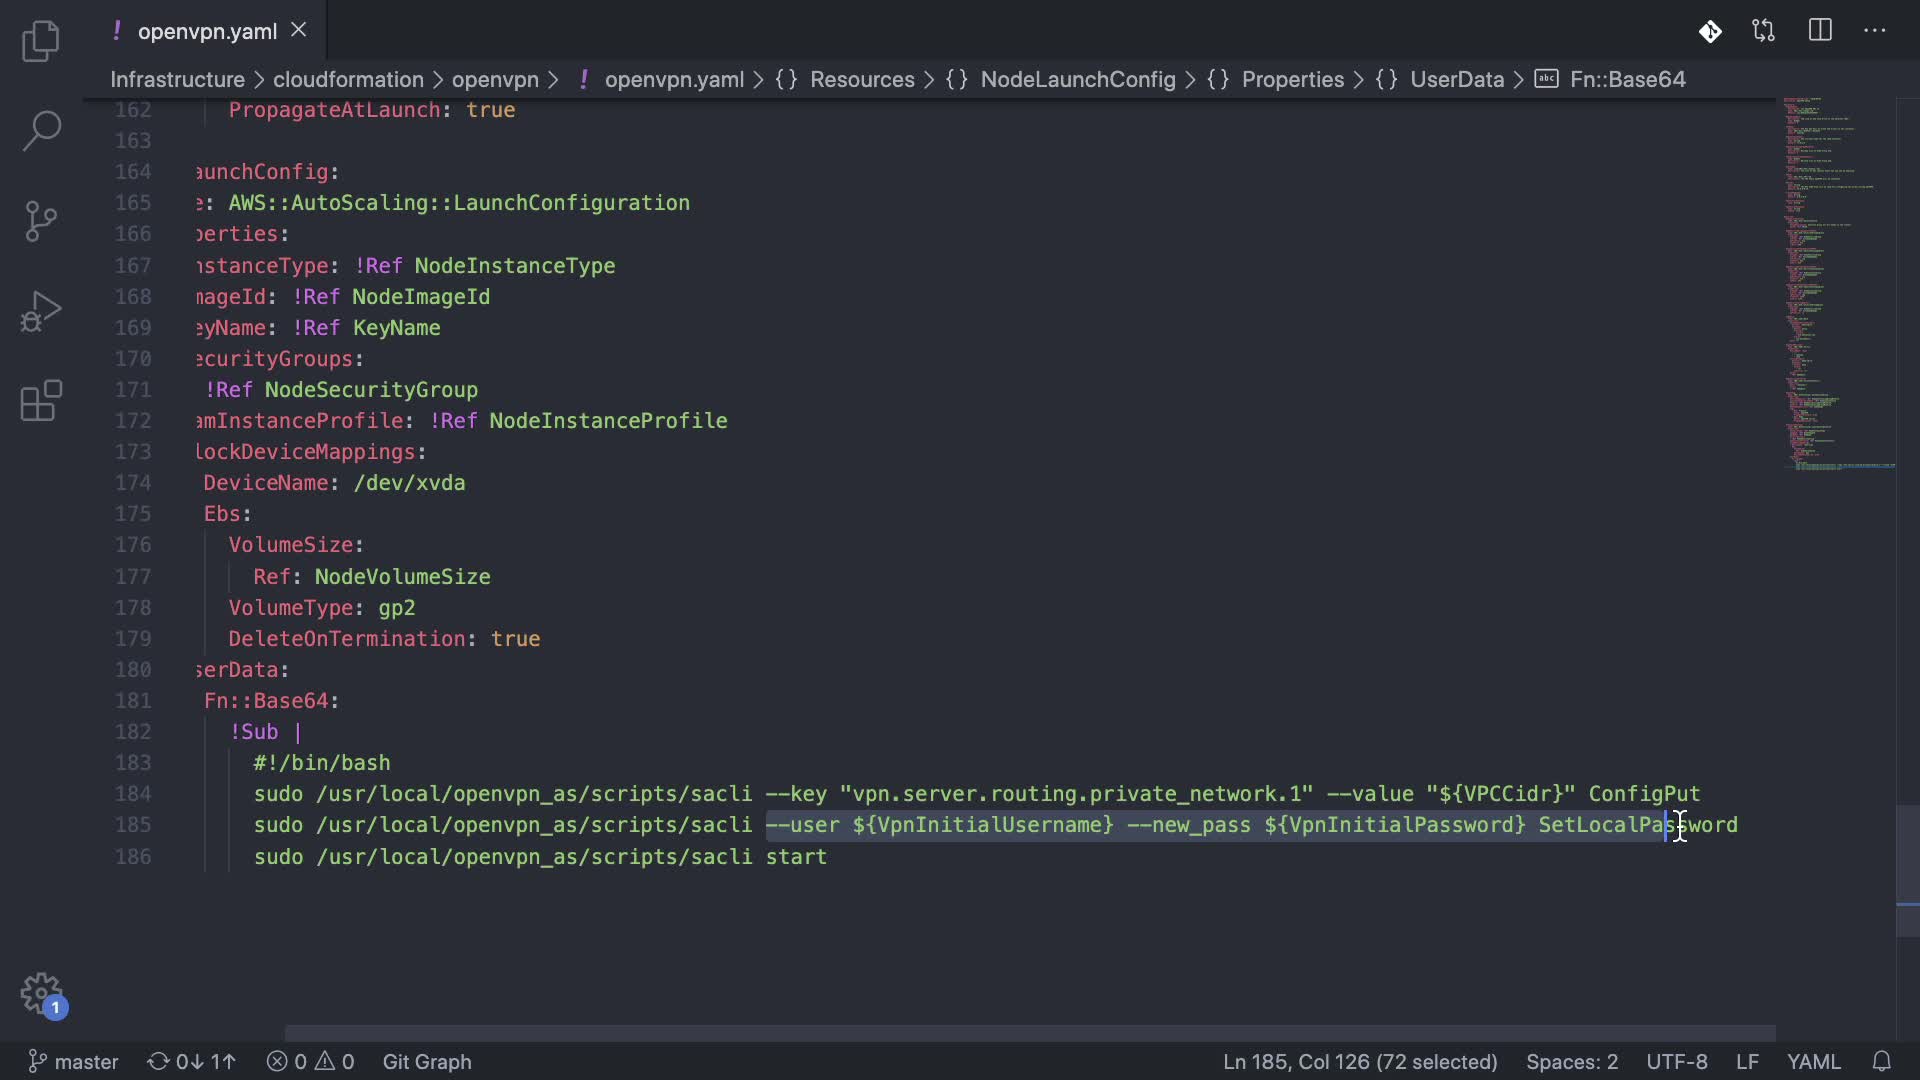 ! openvpn.yaml
Infrastructure > cloudformation > openvpn > ! openvpn.yaml > {} Resources > {} NodeLaunchConfig > {} Properties > {} UserData > abc Fn::Base64
162 PropagateAtLaunch: true
163
164 aunchConfig:
165 e: AWS::AutoScaling::LaunchConfiguration
166 perties:
167 nstanceType: !Ref NodeInstanceType
168 mageId: !Ref NodeImageId
169 eyName: !Ref KeyName
170 ecurityGroups:
171 !Ref NodeSecurityGroup
172 amInstanceProfile: !Ref NodeInstanceProfile
173 lockDeviceMappings:
174 DeviceName: /dev/xvda
175 Ebs:
176 VolumeSize:
177 Ref: NodeVolumeSize
178 VolumeType: gp2
179 DeleteOnTermination: true
180 serData:
181 Fn::Base64:
182 !Sub |
183 #!/bin/bash
184 sudo /usr/local/openvpn_as/scripts/sacli --key "vpn.server.routing.private_network.1" --value "${VPCCidr}" ConfigPut
185 sudo /usr/local/openvpn_as/scripts/sacli --user ${VpnInitialUsername} --new_pass ${VpnInitialPassword} SetLocalPassword
186 sudo /usr/local/openvpn_as/scripts/sacli start
1
master 0↓ 1↑ 0 0 Git Graph Ln 185, Col 126 (72 selected) Spaces: 2 UTF-8 LF YAML